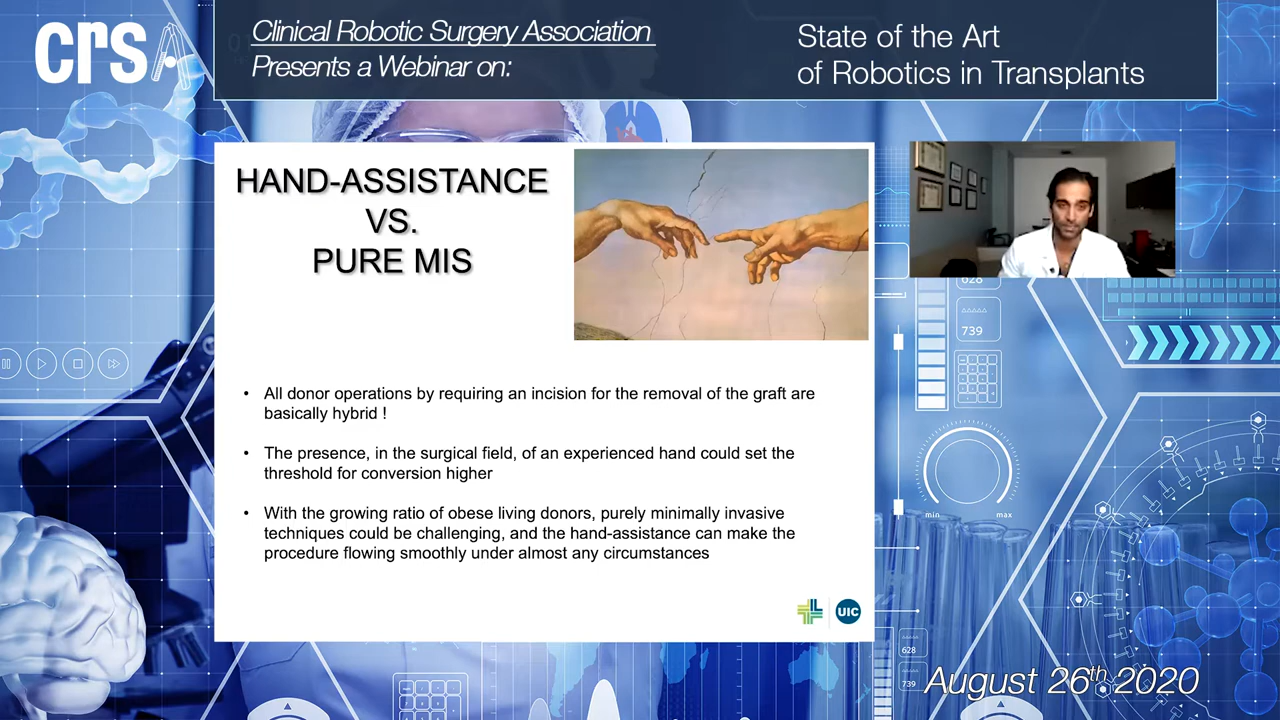 crsa
Clinical Robotic Surgery Association
Presents a Webinar on:
State of the Art
of Robotics in Transplants
HAND-ASSISTANCE
VS.
PURE MIS
• All donor operations by requiring an incision for the removal of the graft are
basically hybrid !
• The presence, in the surgical field, of an experienced hand could set the
threshold for conversion higher
• With the growing ratio of obese living donors, purely minimally invasive
techniques could be challenging, and the hand-assistance can make the
procedure flowing smoothly under almost any circumstances
UIC
739
min
max
628
739
August 26th 2020